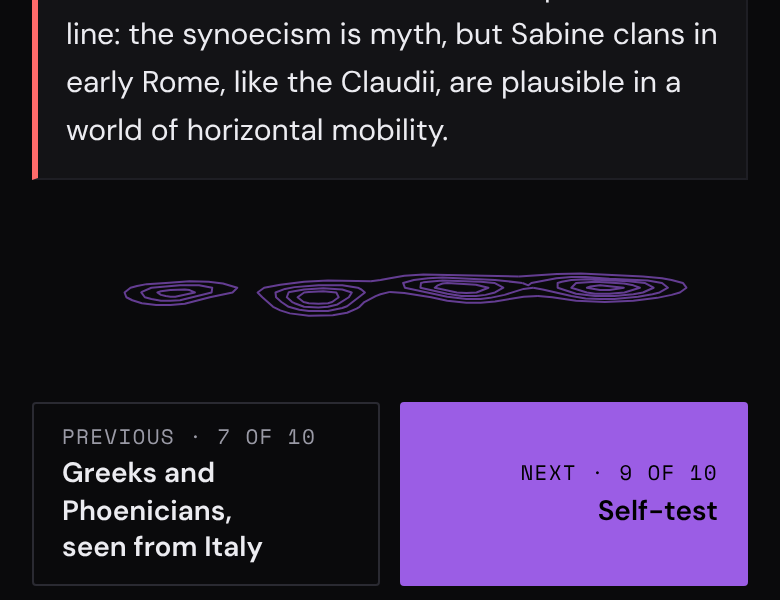 line: the synoecism is myth, but Sabine clans in
early Rome, like the Claudii, are plausible in a
world of horizontal mobility.
PREVIOUS · 7 OF 10
Greeks and
Phoenicians,
seen from Italy
NEXT · 9 OF 10
Self-test